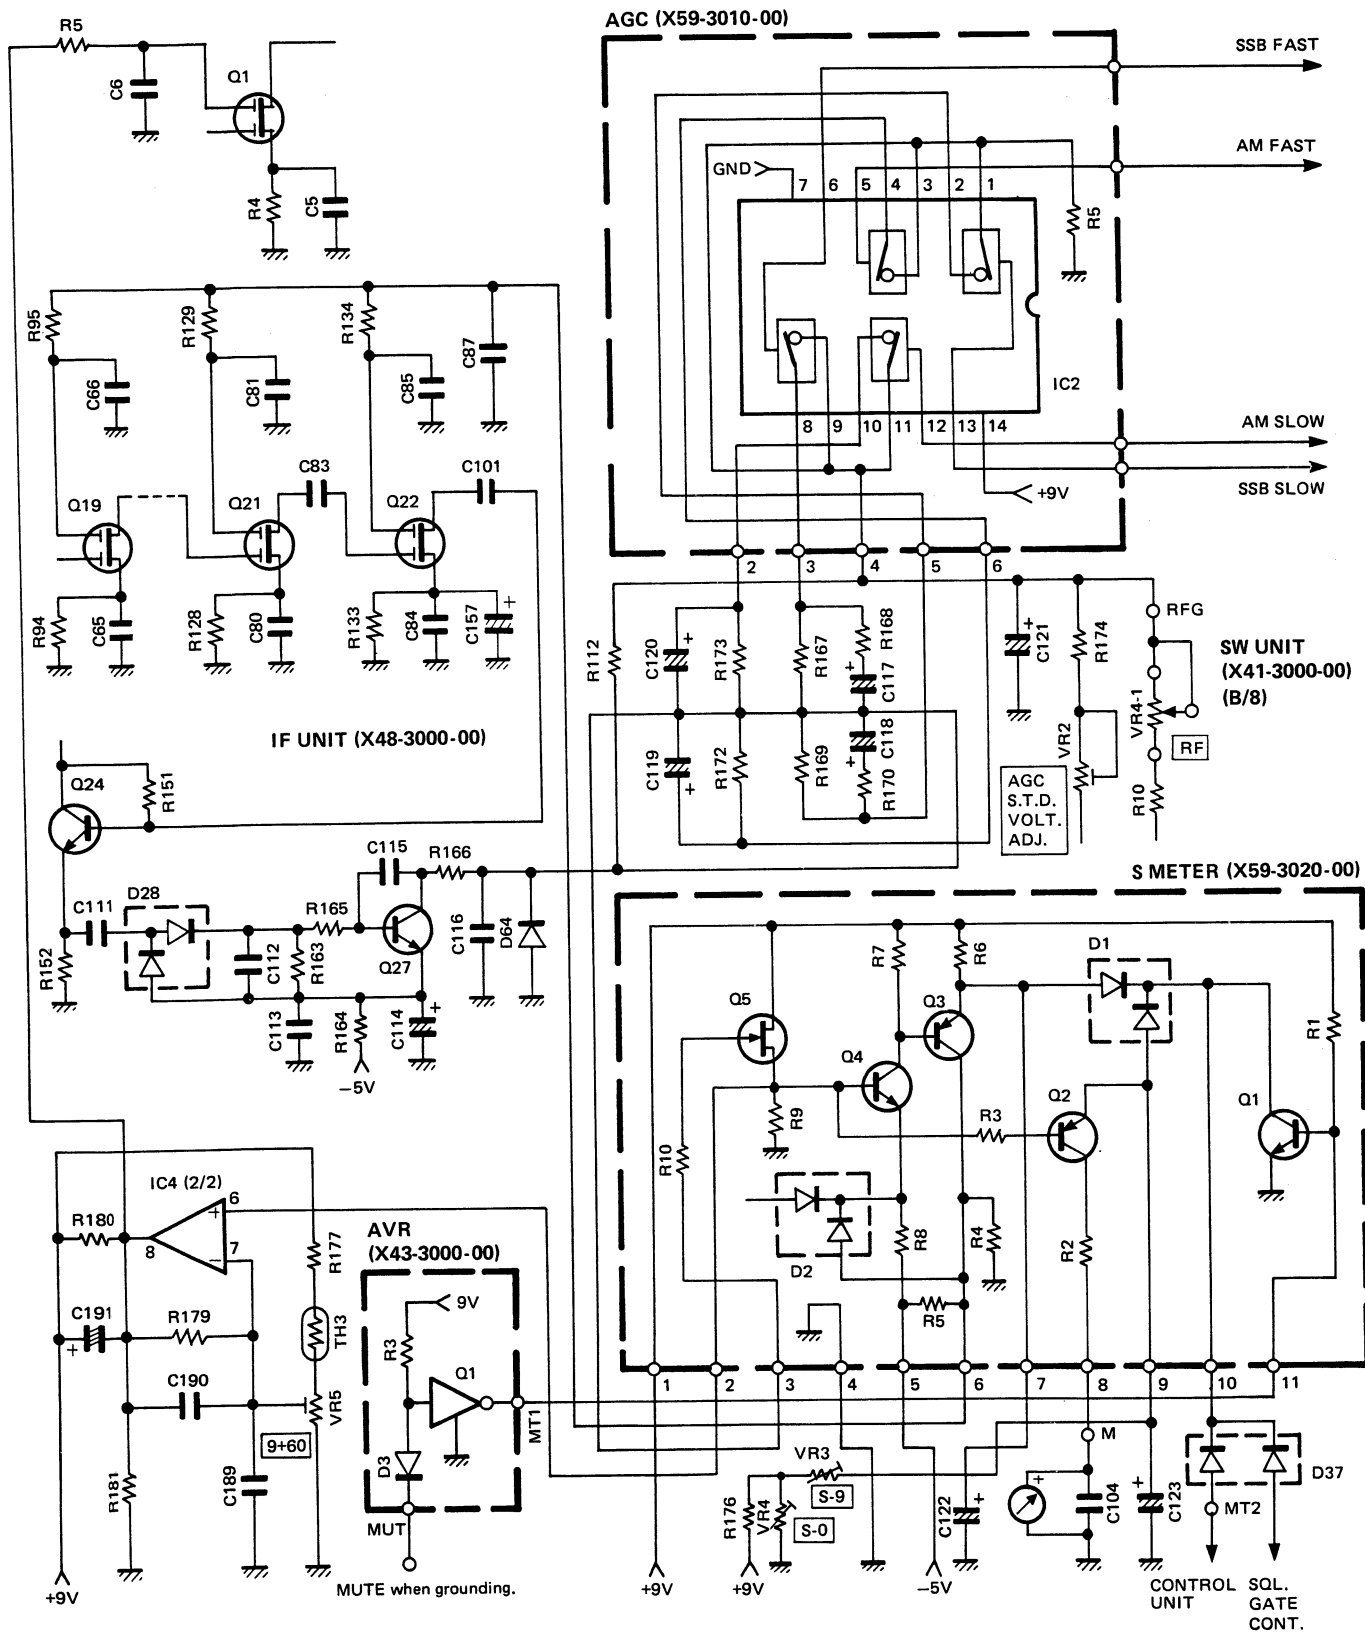 AGC (X59-3010-00)
R5
SSB FAST
Q1
C6
AM FAST
GND
7 6 5 4 3 2 1
R4
C5
R5
R95
R129
R134
C87
C66
C81
C85
IC2
8 9 10 11 12 13 14
AM SLOW
C83
C101
+9V
SSB SLOW
Q19
Q21
Q22
2 3 4 5 6
RFG
R94
C65
R128
C80
R133
C84
C157
+
R112
C120
+
R173
R167
R168
+
C117
+
C121
R174
SW UNIT
(X41-3000-00)
(B/8)
VR4-1
RF
IF UNIT (X48-3000-00)
C119
+
R172
R169
C118
+
R170
VR2
AGC
S.T.D.
VOLT.
ADJ.
R10
Q24
R151
C115
R166
S METER (X59-3020-00)
C111
D28
R165
R152
C112
R163
Q27
C116
D64
C113
R164
C114
+
-5V
R7
R6
D1
Q5
Q3
R1
Q4
R9
R3
Q2
Q1
R10
IC4 (2/2)
6
+
R180
8
7
−
R177
AVR
(X43-3000-00)
D2
R8
R4
R2
C191
+
R179
TH3
9V
R3
R5
Q1
C190
VR5
9+60
MT1
1 2 3 4 5 6 7 8 9 10 11
D3
M
R181
C189
VR3
S-9
R176
VR4
S-0
C122
+
+
C104
+
C123
D37
MT2
MUT
MUTE when grounding.
+9V
+9V
+9V
−5V
CONTROL
UNIT
SQL.
GATE
CONT.